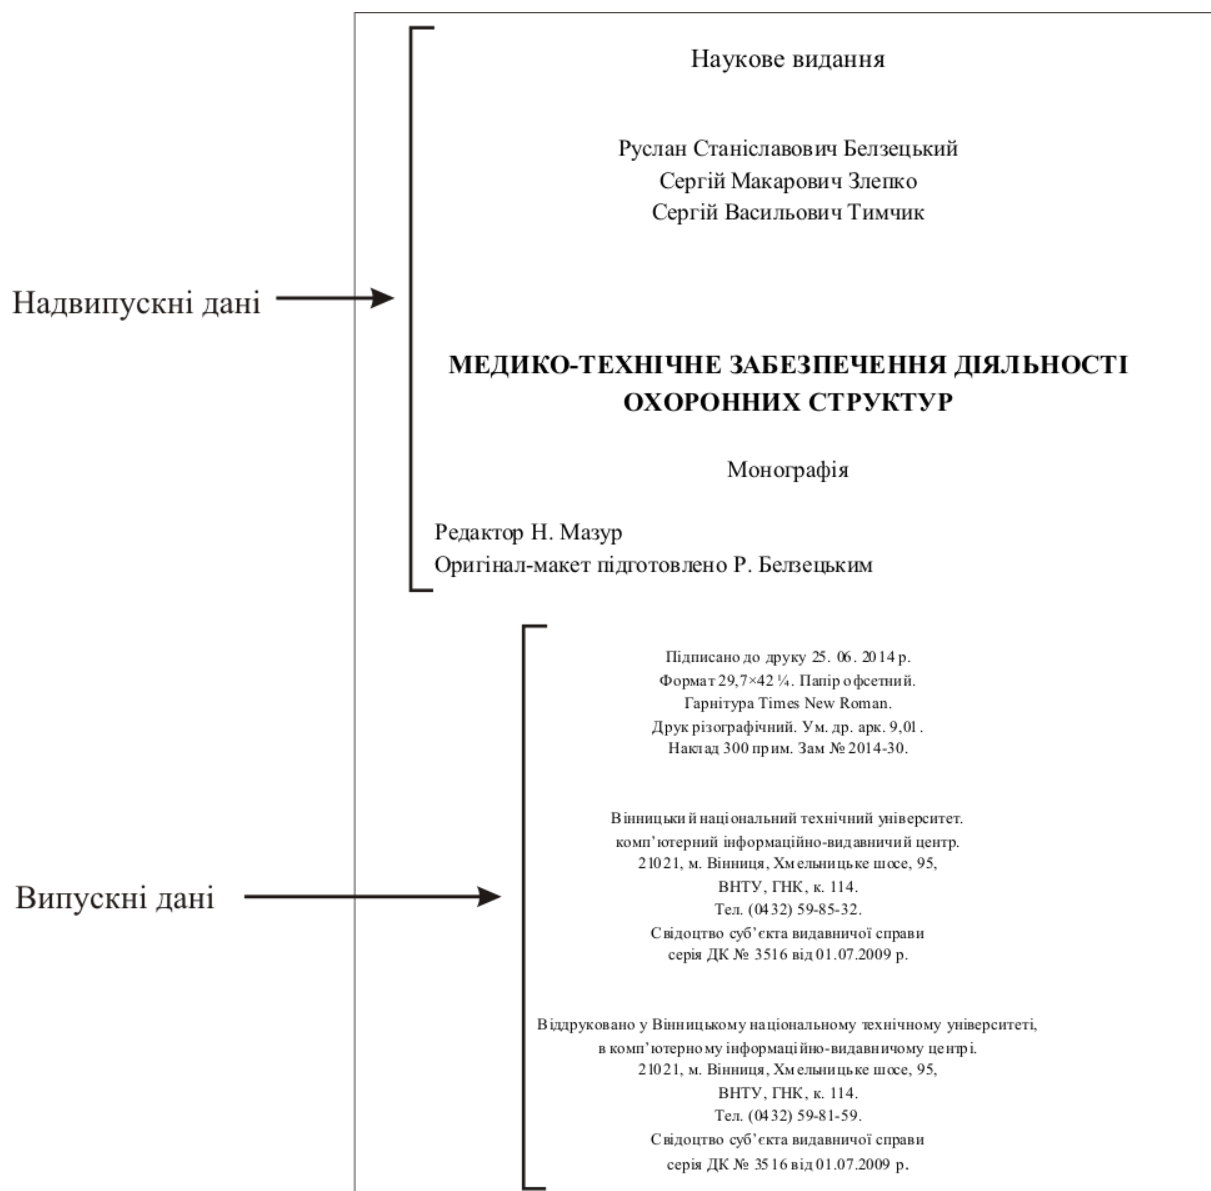 Наукове видання
Руслан Станіславович Белзецький
Сергій Макарович Злепко
Сергій Васильович Тимчик
Надвипускні дані
МЕДИКО-ТЕХНІЧНЕ ЗАБЕЗПЕЧЕННЯ ДІЯЛЬНОСТІ
ОХОРОННИХ СТРУКТУР
Монографія
Редактор Н. Мазур
Оригінал-макет підготовлено Р. Белзецьким
Підписано до друку 25. 06. 2014 р.
Формат 29,7×42 ¼. Папір офсетний.
Гарнітура Times New Roman.
Друк різографічний. Ум. др. арк. 9,01.
Наклад 300 прим. Зам № 2014-30.
Вінницький національний технічний університет.
комп’ютерний інформаційно-видавничий центр.
21021, м. Вінниця, Хмельницьке шосе, 95,
ВНТУ, ГНК, к. 114.
Випускні дані
Тел. (0432) 59-85-32.
Свідоцтво суб’єкта видавничої справи
серія ДК № 3516 від 01.07.2009 р.
Віддруковано у Вінницькому національному технічному університеті,
в комп’ютерному інформаційно-видавничому центрі.
21021, м. Вінниця, Хмельницьке шосе, 95,
ВНТУ, ГНК, к. 114.
Тел. (0432) 59-81-59.
Свідоцтво суб’єкта видавничої справи
серія ДК № 3516 від 01.07.2009 р.